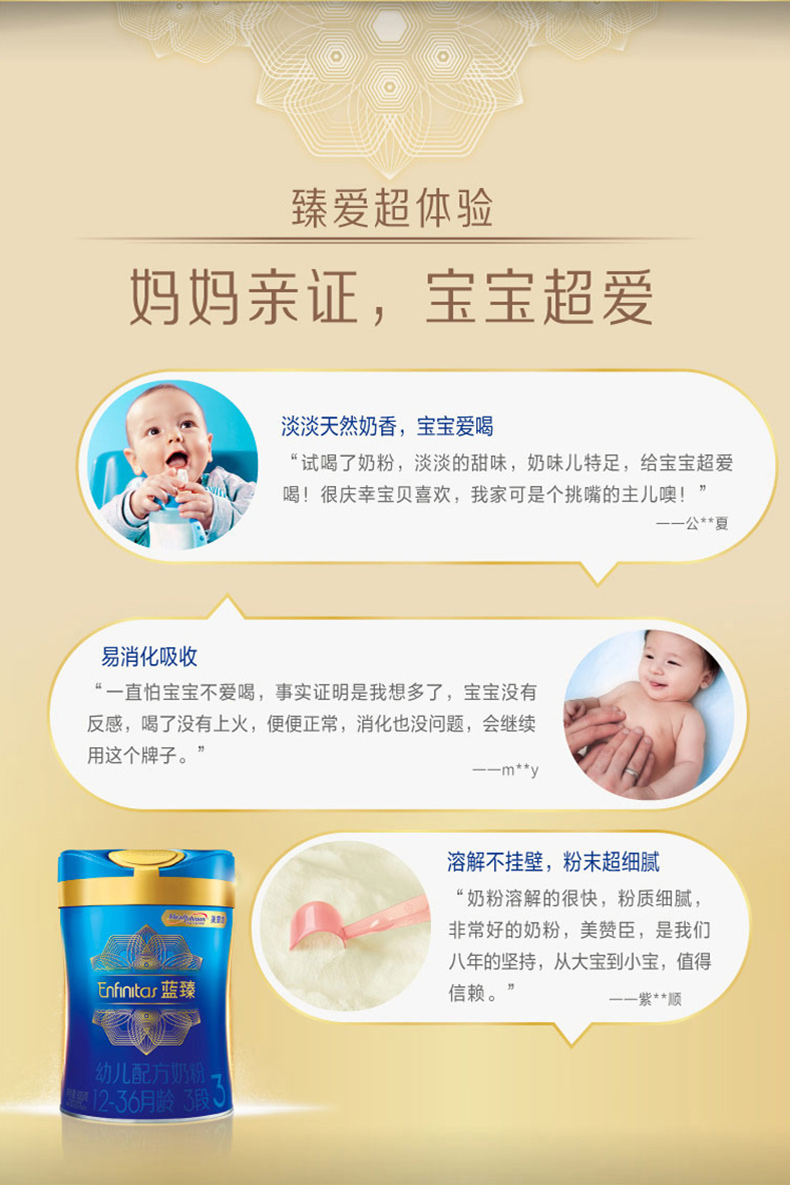 臻爱超体验
妈妈亲证，宝宝超爱
淡淡天然奶香，宝宝爱喝
“试喝了奶粉，淡淡的甜味，奶味儿特足，给宝宝超爱
喝！很庆幸宝贝喜欢，我家可是个挑嘴的主儿噢！”
——公**夏
易消化吸收
“一直怕宝宝不爱喝，事实证明是我想多了，宝宝没有
反感，喝了没有上火，便便正常，消化也没问题，会继续
用这个牌子。”
——m**y
溶解不挂壁，粉末超细腻
“奶粉溶解的很快，粉质细腻，
非常好的奶粉，美赞臣，是我们
八年的坚持，从大宝到小宝，值得
信赖。”
——紫**顺
MeadJohnson 美赞臣
Enfinitas 蓝臻
幼儿配方奶粉
12-36月龄 3段 3